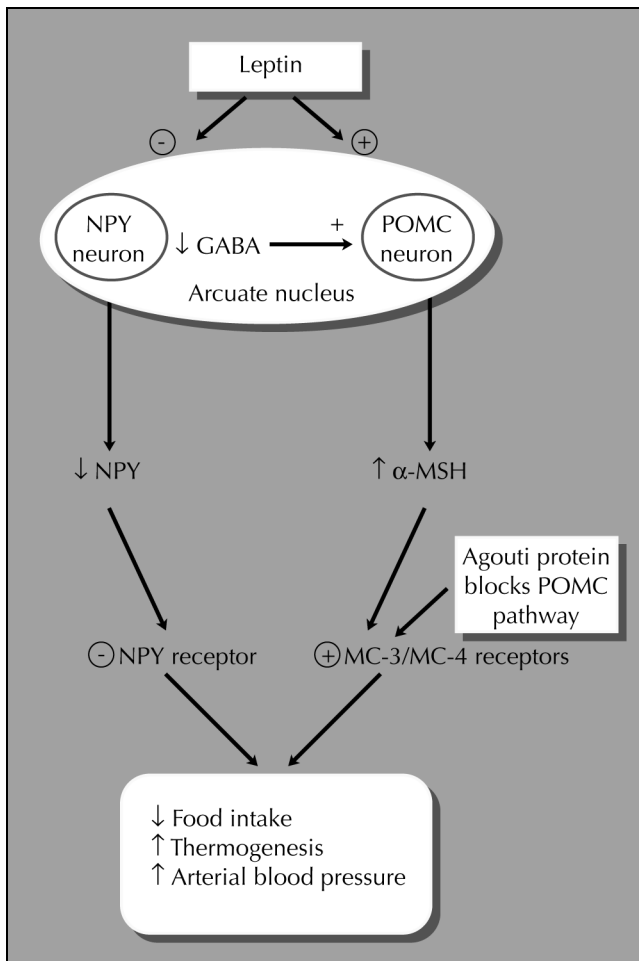 Leptin
-
+
NPY
neuron
↓ GABA
+
POMC
neuron
Arcuate nucleus
↓ NPY
↑ α-MSH
Agouti protein
blocks POMC
pathway
- NPY receptor
+ MC-3/MC-4 receptors
↓ Food intake
↑ Thermogenesis
↑ Arterial blood pressure